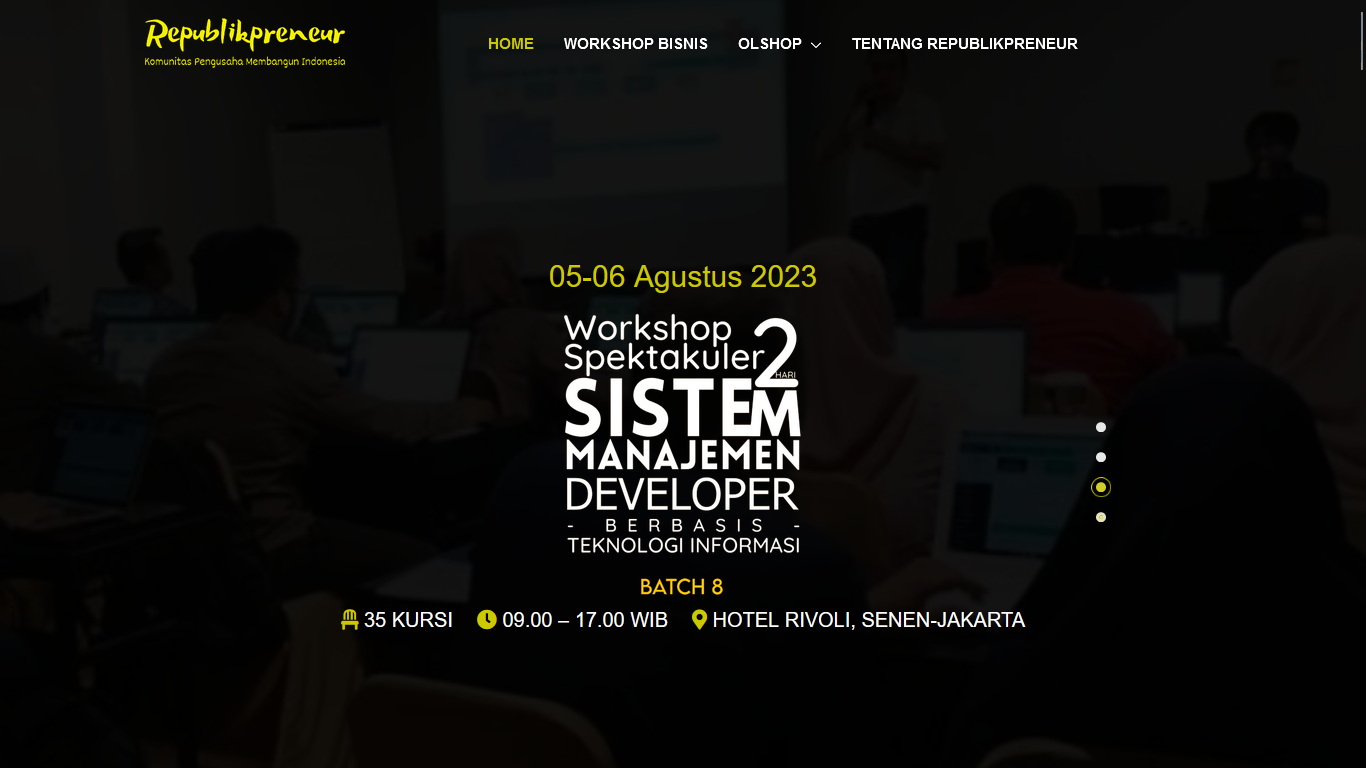 Republikpreneur
Komunitas Pengusaha Membangun Indonesia
HOME WORKSHOP BISNIS OLSHOP TENTANG REPUBLIKPRENEUR
05-06 Agustus 2023
Workshop
Spektakuler 2
HARI
SISTEM
MANAJEMEN
DEVELOPER
- BERBASIS -
TEKNOLOGI INFORMASI
BATCH 8
35 KURSI 09.00 – 17.00 WIB HOTEL RIVOLI, SENEN-JAKARTA